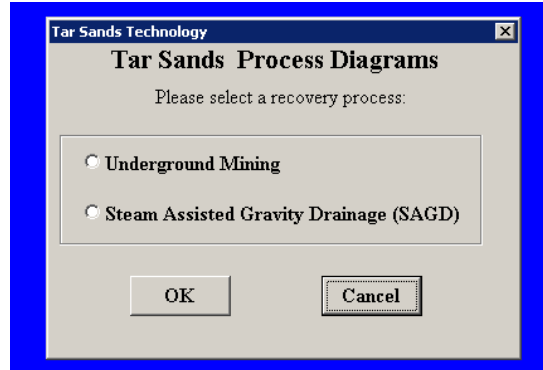 Tar Sands Technology
Tar Sands Process Diagrams
Please select a recovery process:
Underground Mining
Steam Assisted Gravity Drainage (SAGD)
OK
Cancel